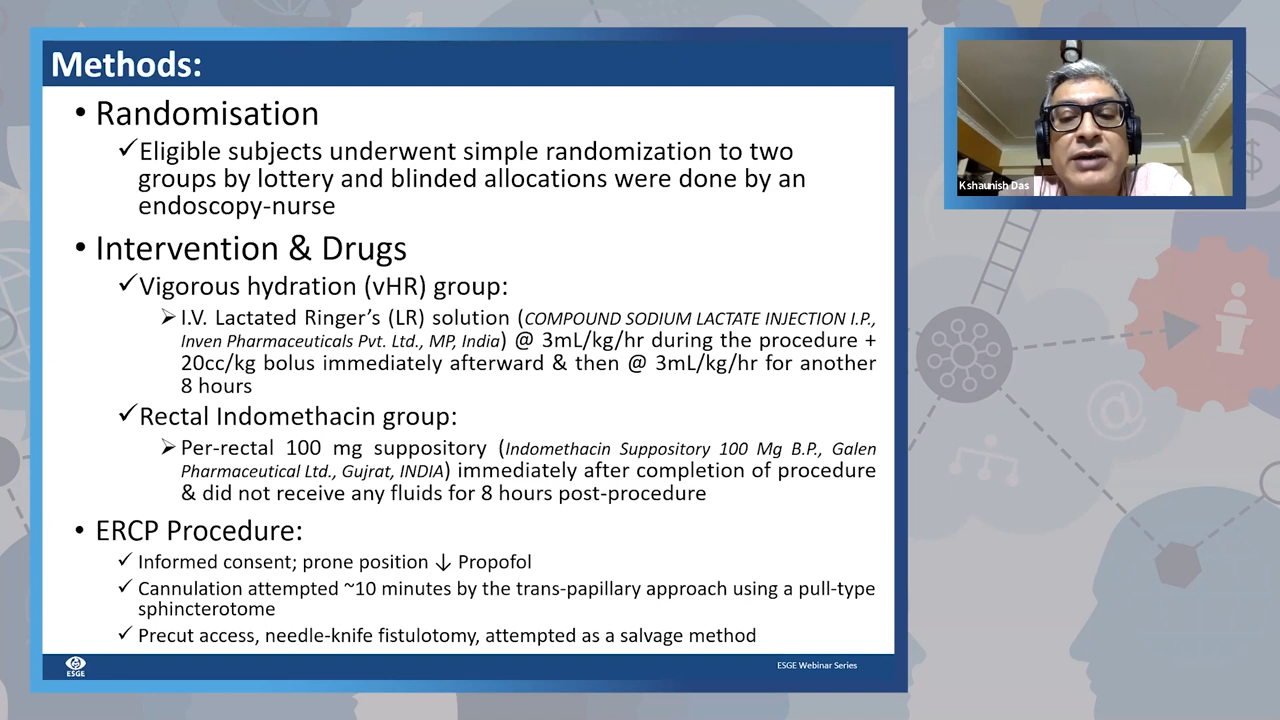 Methods:
• Randomisation
✓Eligible subjects underwent simple randomization to two
groups by lottery and blinded allocations were done by an
endoscopy-nurse
• Intervention & Drugs
✓Vigorous hydration (vHR) group:
➢I.V. Lactated Ringer’s (LR) solution (COMPOUND SODIUM LACTATE INJECTION I.P.,
Inven Pharmaceuticals Pvt. Ltd., MP, India) @ 3mL/kg/hr during the procedure +
20cc/kg bolus immediately afterward & then @ 3mL/kg/hr for another
8 hours
✓Rectal Indomethacin group:
➢Per-rectal 100 mg suppository (Indomethacin Suppository 100 Mg B.P., Galen
Pharmaceutical Ltd., Gujrat, INDIA) immediately after completion of procedure
& did not receive any fluids for 8 hours post-procedure
• ERCP Procedure:
✓ Informed consent; prone position ↓ Propofol
✓ Cannulation attempted ~10 minutes by the trans-papillary approach using a pull-type
sphincterotome
✓ Precut access, needle-knife fistulotomy, attempted as a salvage method
ESGE
ESGE Webinar Series
Kshaunish Das